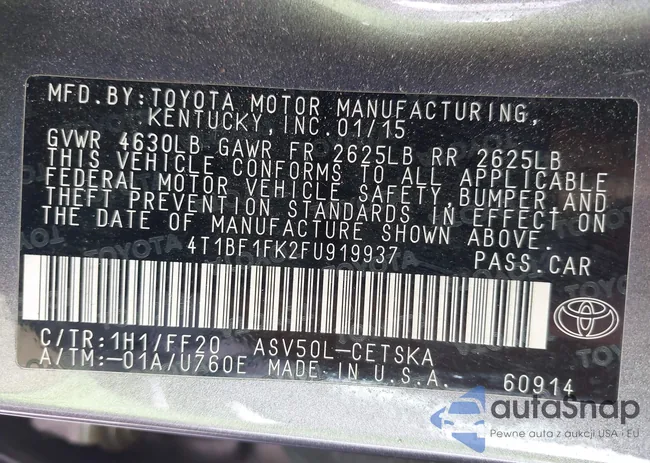 MFD.BY:TOYOTA MOTOR MANUFACTURING,
KENTUCKY,INC.01/15
GVWR 4630LB GAWR FR 2625LB RR 2625LB
THIS VEHICLE CONFORMS TO ALL APPLICABLE
FEDERAL MOTOR VEHICLE SAFETY,BUMPER,AND
THEFT PREVENTION STANDARDS IN EFFECT ON
THE DATE OF MANUFACTURE SHOWN ABOVE.
4T1BF1FK2FU919937 PASS.CAR
C/TR:1H1/FF20 ASV50L-CETSKA
A/TM:-01A/U760E MADE IN U.S.A. 60914
autoSnap
Pewne auta z aukcji USA i EU